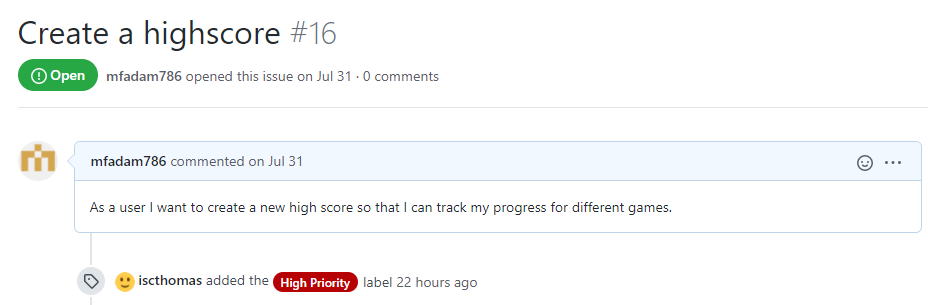 Create a highscore #16
Open mfadam786 opened this issue on Jul 31 · 0 comments
mfadam786 commented on Jul 31
As a user I want to create a new high score so that I can track my progress for different games.
iscthomas added the High Priority label 22 hours ago